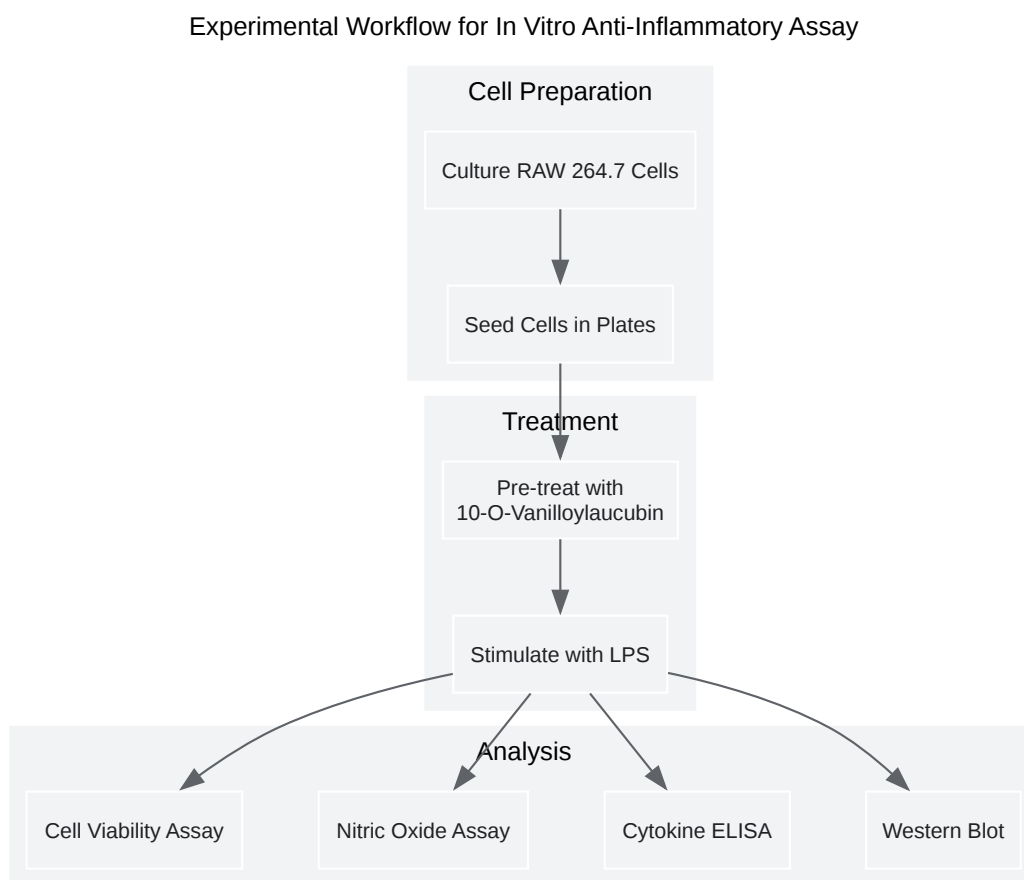 Experimental Workflow for In Vitro Anti-Inflammatory Assay
Cell Preparation
Culture RAW 264.7 Cells
Seed Cells in Plates
Treatment
Pre-treat with
10-O-Vanilloylaucubin
Stimulate with LPS
Analysis
Cell Viability Assay
Nitric Oxide Assay
Cytokine ELISA
Western Blot